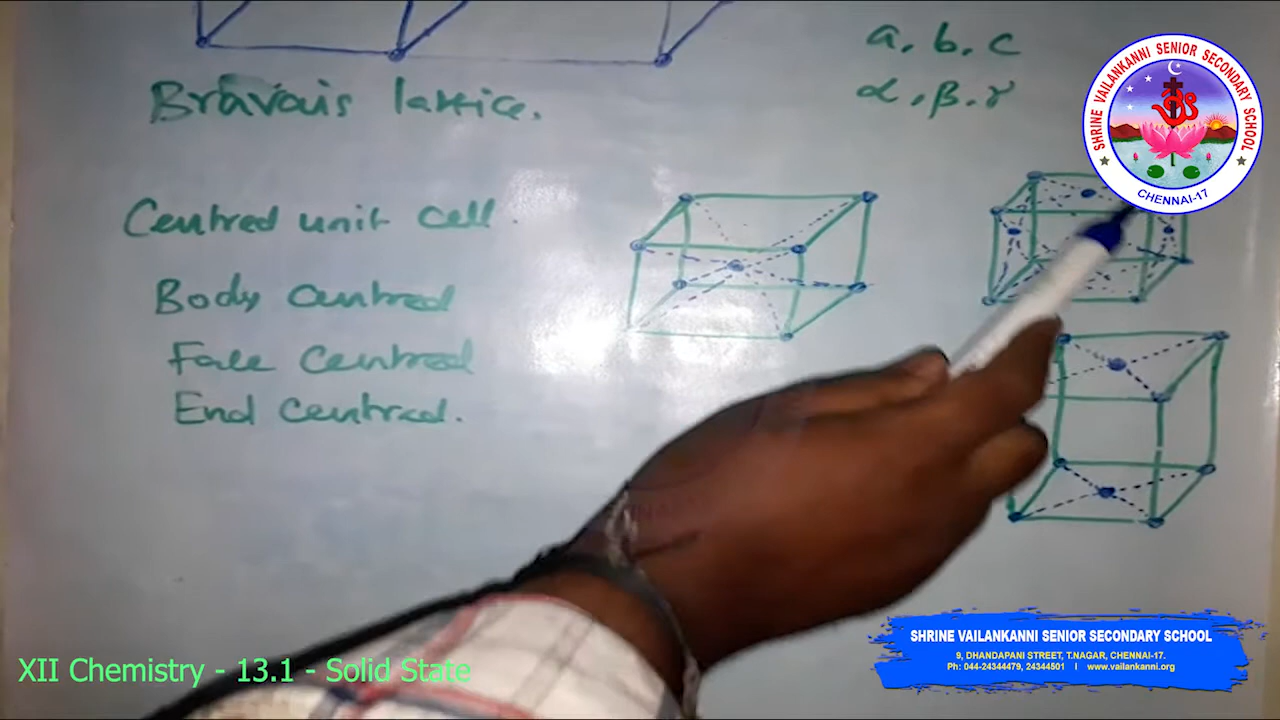 a, b, c
α, β, γ
Bravais lattice.
Centred unit cell.
Body Centred
Face Centred
End Centred.
SHRINE VAILANKANNI SENIOR SECONDARY SCHOOL
CHENNAI-17
XII Chemistry - 13.1 - Solid State
SHRINE VAILANKANNI SENIOR SECONDARY SCHOOL
9, DHANDAPANI STREET, T.NAGAR, CHENNAI-17.
Ph: 044-24344479, 24344501 I www.vailankanni.org